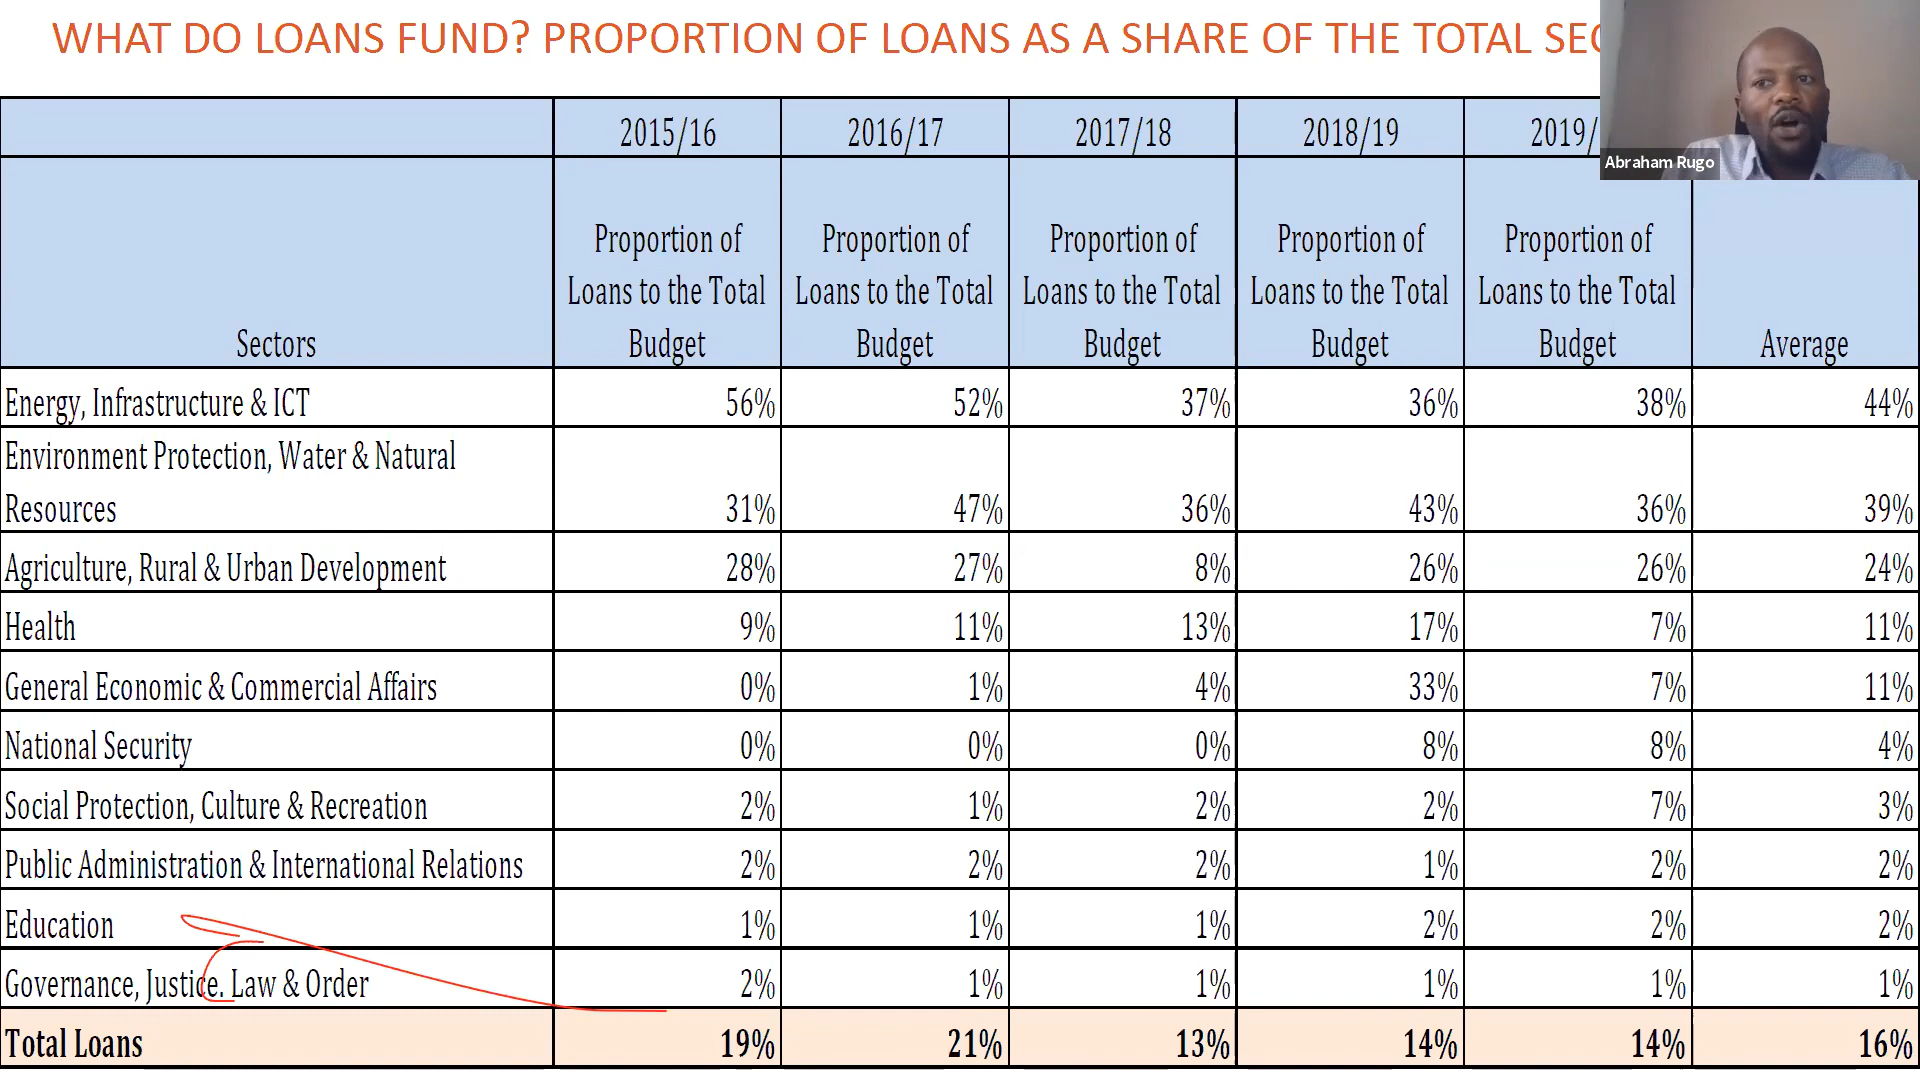 WHAT DO LOANS FUND? PROPORTION OF LOANS AS A SHARE OF THE TOTAL
Abraham Rugo
2015/16 2016/17 2017/18 2018/19 2019/
Sectors Proportion of Loans to the Total Budget Proportion of Loans to the Total Budget Proportion of Loans to the Total Budget Proportion of Loans to the Total Budget Proportion of Loans to the Total Budget Average
Energy, Infrastructure & ICT 56% 52% 37% 36% 38% 44%
Environment Protection, Water & Natural
Resources 31% 47% 36% 43% 36% 39%
Agriculture, Rural & Urban Development 28% 27% 8% 26% 26% 24%
Health 9% 11% 13% 17% 7% 11%
General Economic & Commercial Affairs 0% 1% 4% 33% 7% 11%
National Security 0% 0% 0% 8% 8% 4%
Social Protection, Culture & Recreation 2% 1% 2% 2% 7% 3%
Public Administration & International Relations 2% 2% 2% 1% 2% 2%
Education 1% 1% 1% 2% 2% 2%
Governance, Justice. Law & Order 2% 1% 1% 1% 1% 1%
Total Loans 19% 21% 13% 14% 14% 16%